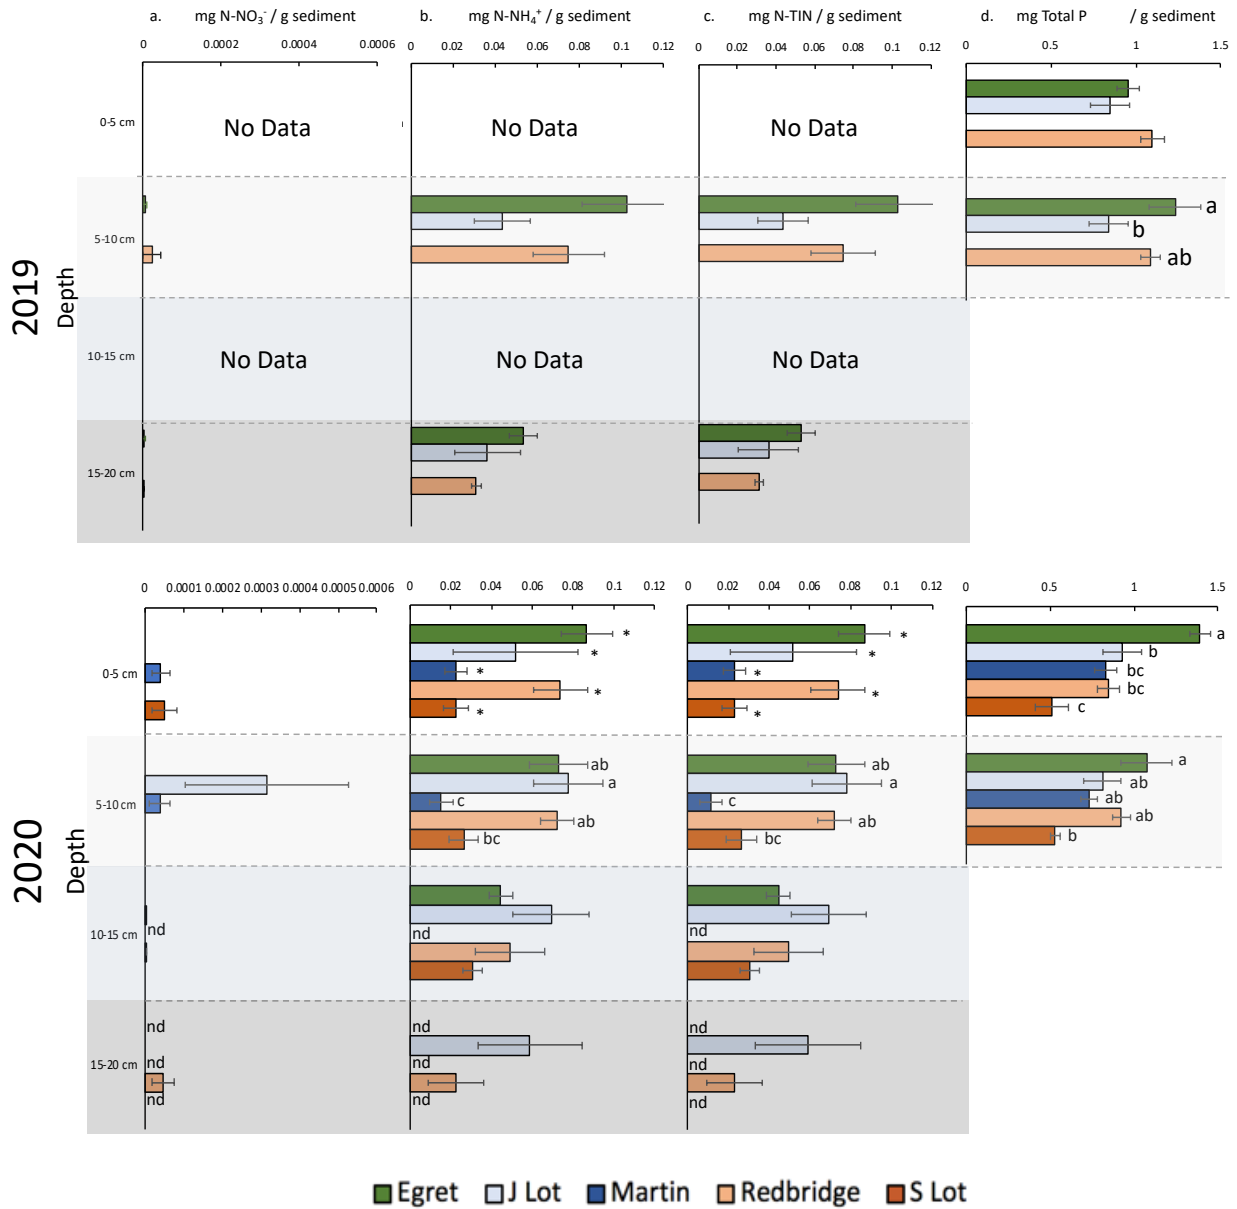 a. mg N-NO₃⁻ / g sediment b. mg N-NH₄⁺ / g sediment c. mg N-TIN / g sediment d. mg Total P / g sediment
0 0.0002 0.0004 0.0006 0 0.02 0.04 0.06 0.08 0.1 0.12 0 0.02 0.04 0.06 0.08 0.1 0.12 0 0.5 1 1.5
2019
Depth
0-5 cm No Data No Data No Data
5-10 cm a
b
ab
10-15 cm No Data No Data No Data
15-20 cm
0 0.0001 0.0002 0.0003 0.0004 0.0005 0.0006 0 0.02 0.04 0.06 0.08 0.1 0.12 0 0.02 0.04 0.06 0.08 0.1 0.12 0 0.5 1 1.5
2020
Depth
0-5 cm
* * a
* * b
* * bc
* * bc
* * c
5-10 cm
ab ab a
a a ab
c c ab
ab ab ab
bc bc b
10-15 cm
nd nd nd
15-20 cm
nd nd nd
nd nd nd
nd nd nd
Egret J Lot Martin Redbridge S Lot